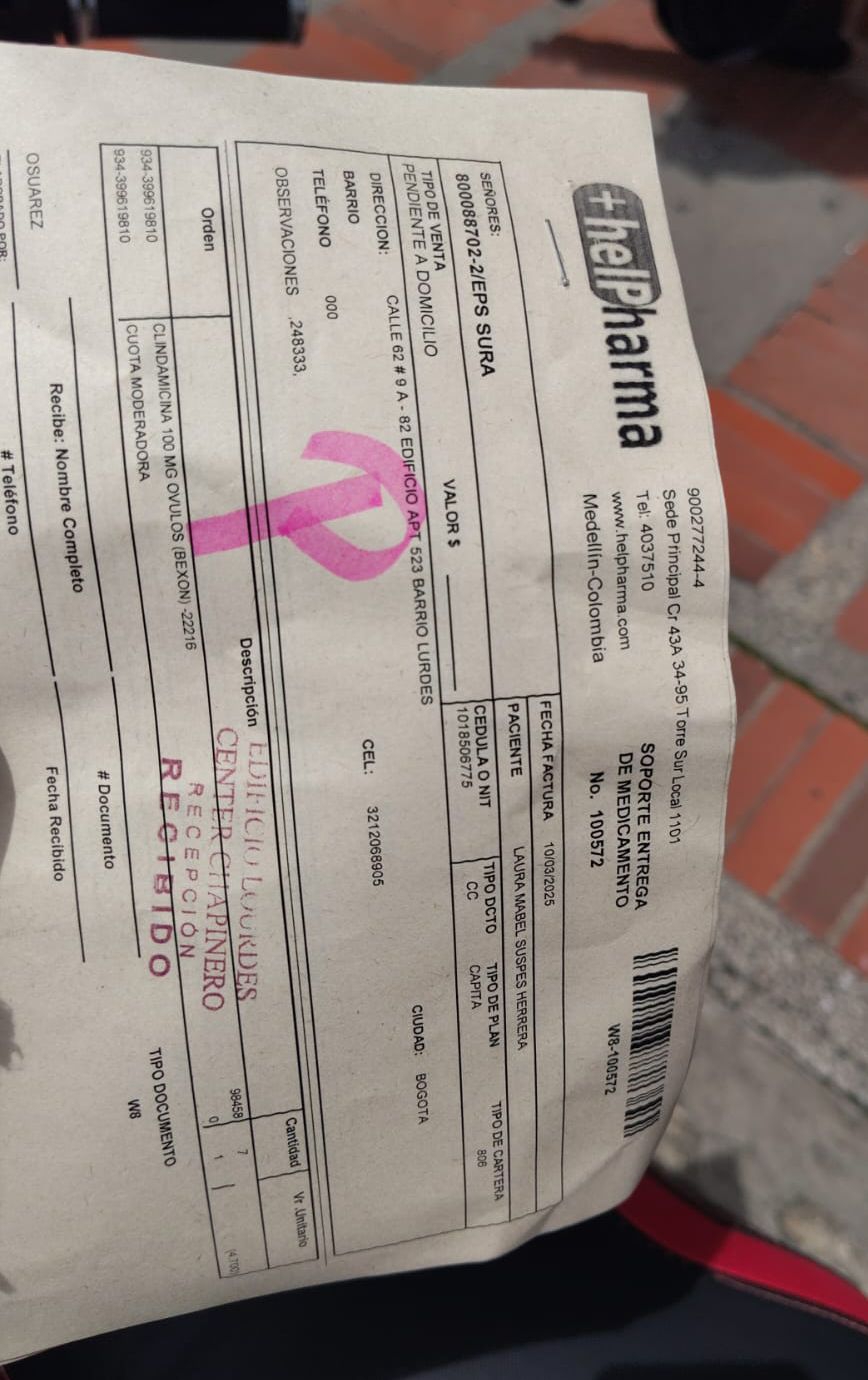 +helPharma
900277244-4
Sede Principal Cr 43A 34-95 Torre Sur Local 1101
Tel: 4037510
www.helpharma.com
Medellín-Colombia
SOPORTE ENTREGA
DE MEDICAMENTO
No. 100572
W8-100572
SEÑORES:
800088702-2/EPS SURA
FECHA FACTURA 10/03/2025
PACIENTE LAURA MABEL SUSPES HERRERA
TIPO DE VENTA
PENDIENTE A DOMICILIO
VALOR $
CEDULA O NIT
1018506775
TIPO DCTO
CC
TIPO DE PLAN
CAPITA
TIPO DE CARTERA
806
DIRECCION: CALLE 62 # 9 A - 82 EDIFICIO APT 523 BARRIO LURDES
CIUDAD: BOGOTA
BARRIO
TELÉFONO 000
CEL: 3212068905
OBSERVACIONES ,248333,
P
Orden Descripción Cantidad Vr .Unitario
934-399619810 CLINDAMICINA 100 MG OVULOS (BEXON) -22216 98458 7
934-399619810 CUOTA MODERADORA 0 1 (4,700)
EDIFICIO LOURDES
CENTER CHAPINERO
RECEPCIÓN
RECIBIDO
TIPO DOCUMENTO
W8
Recibe: Nombre Completo
# Documento
OSUAREZ
ELABORADO POR:
# Teléfono
Fecha Recibido